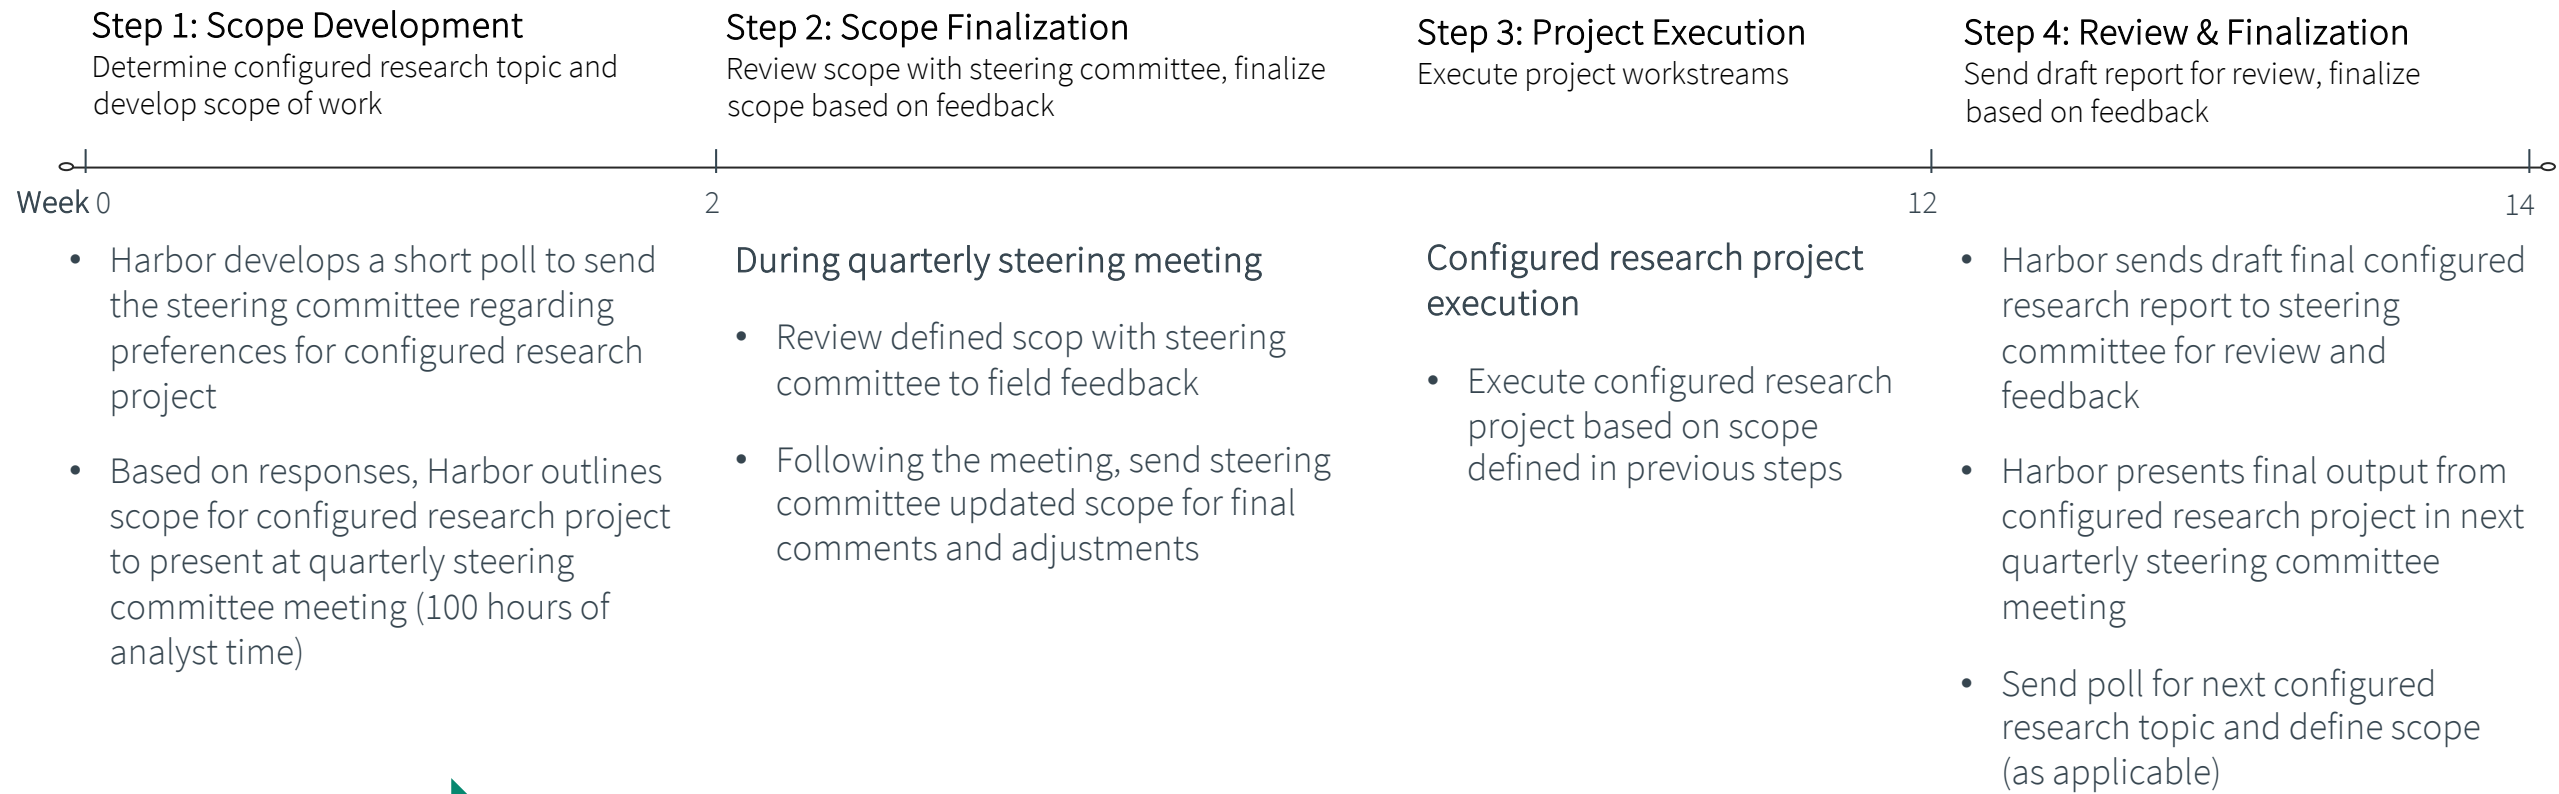 Step 1: Scope Development
Determine configured research topic and
develop scope of work
Step 2: Scope Finalization
Review scope with steering committee, finalize
scope based on feedback
Step 3: Project Execution
Execute project workstreams
Step 4: Review & Finalization
Send draft report for review, finalize
based on feedback
Week 0
2
12
14
• Harbor develops a short poll to send
the steering committee regarding
preferences for configured research
project
• Based on responses, Harbor outlines
scope for configured research project
to present at quarterly steering
committee meeting (100 hours of
analyst time)
During quarterly steering meeting
• Review defined scop with steering
committee to field feedback
• Following the meeting, send steering
committee updated scope for final
comments and adjustments
Configured research project
execution
• Execute configured research
project based on scope
defined in previous steps
• Harbor sends draft final configured
research report to steering
committee for review and
feedback
• Harbor presents final output from
configured research project in next
quarterly steering committee
meeting
• Send poll for next configured
research topic and define scope
(as applicable)